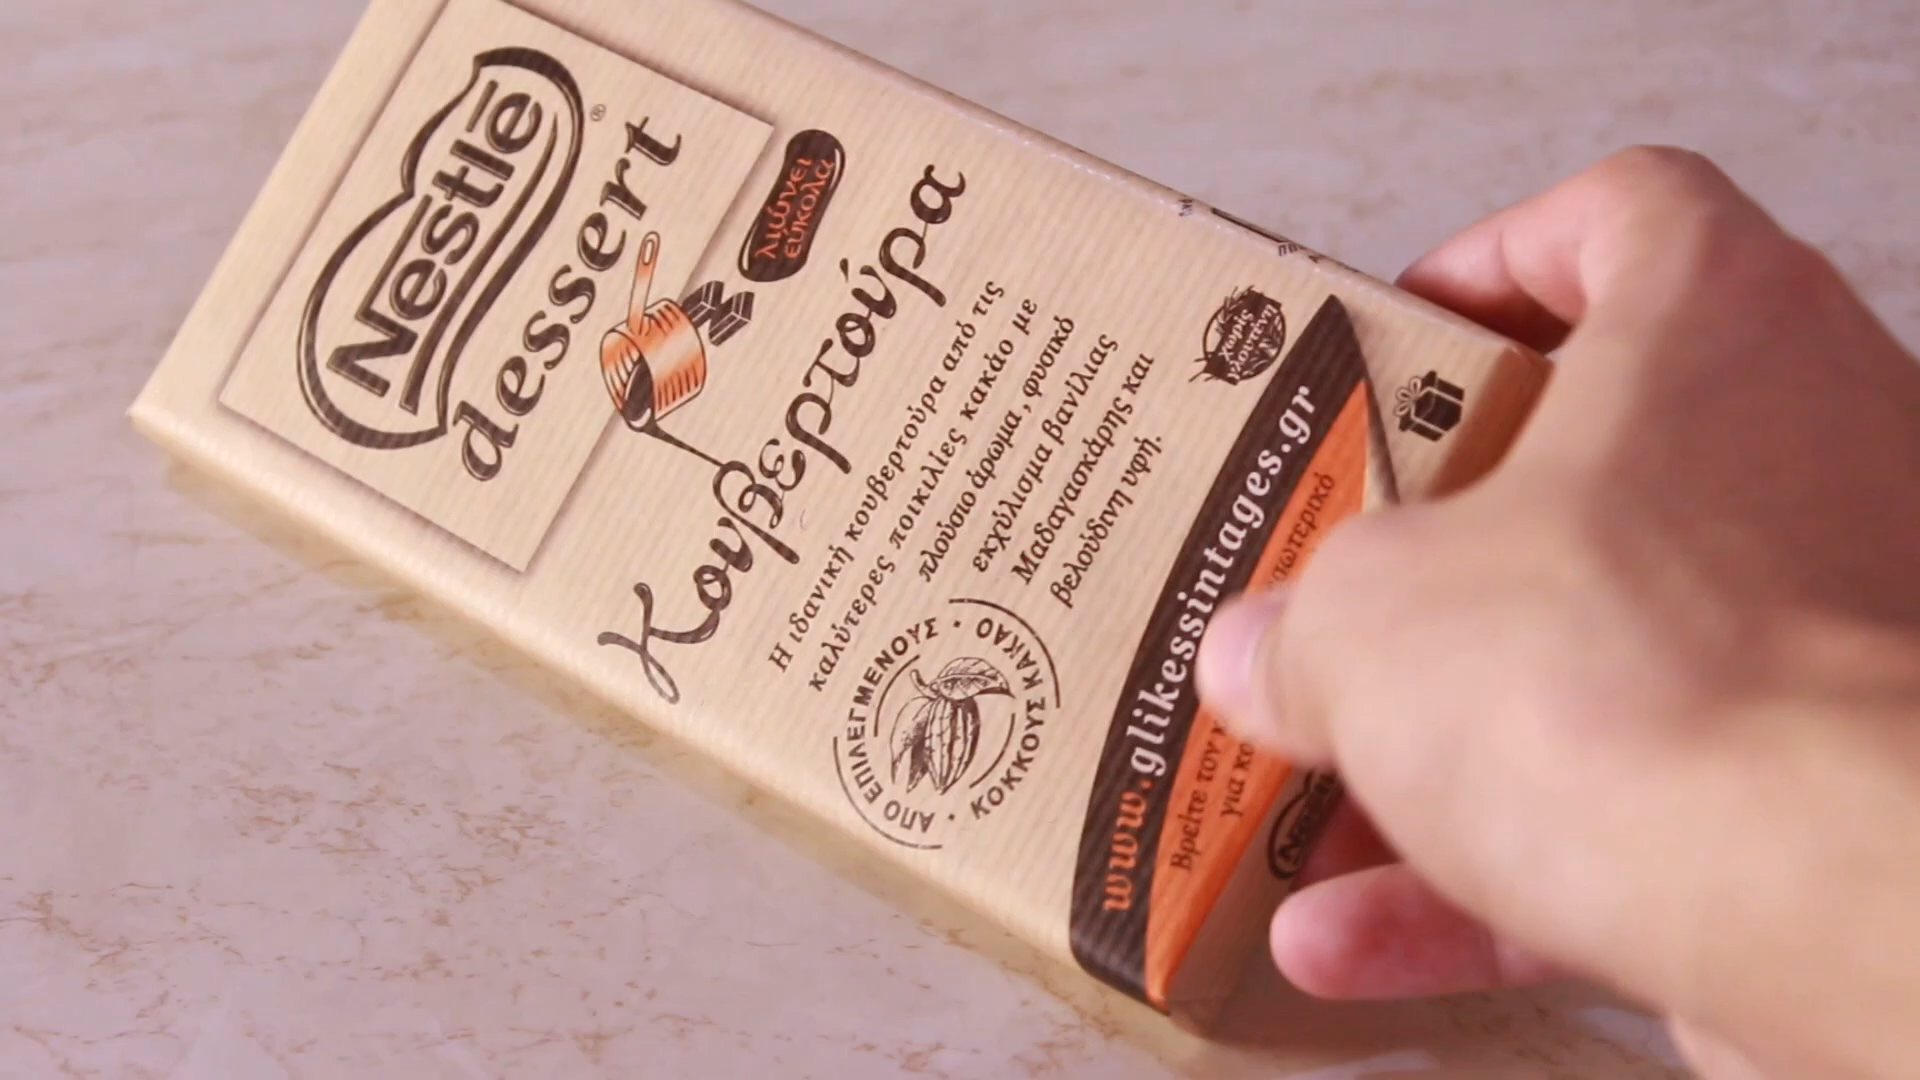 Nestlē
®
dessert
λιώνει
εύκολα
Κουβερτούρα
Η ιδανική κουβερτούρα από τις
καλύτερες ποικιλίες κακάο με
πλούσιο άρωμα, φυσικό
εκχύλισμα βανίλιας
Μαδαγασκάρης και
βελούδινη υφή.
ΑΠΟ ΕΠΙΛΕΓΜΕΝΟΥΣ •
ΚΟΚΚΟΥΣ ΚΑΚΑΟ •
χωρίς
γλουτένη
www.glikessintages.gr
Βρείτε τον
για